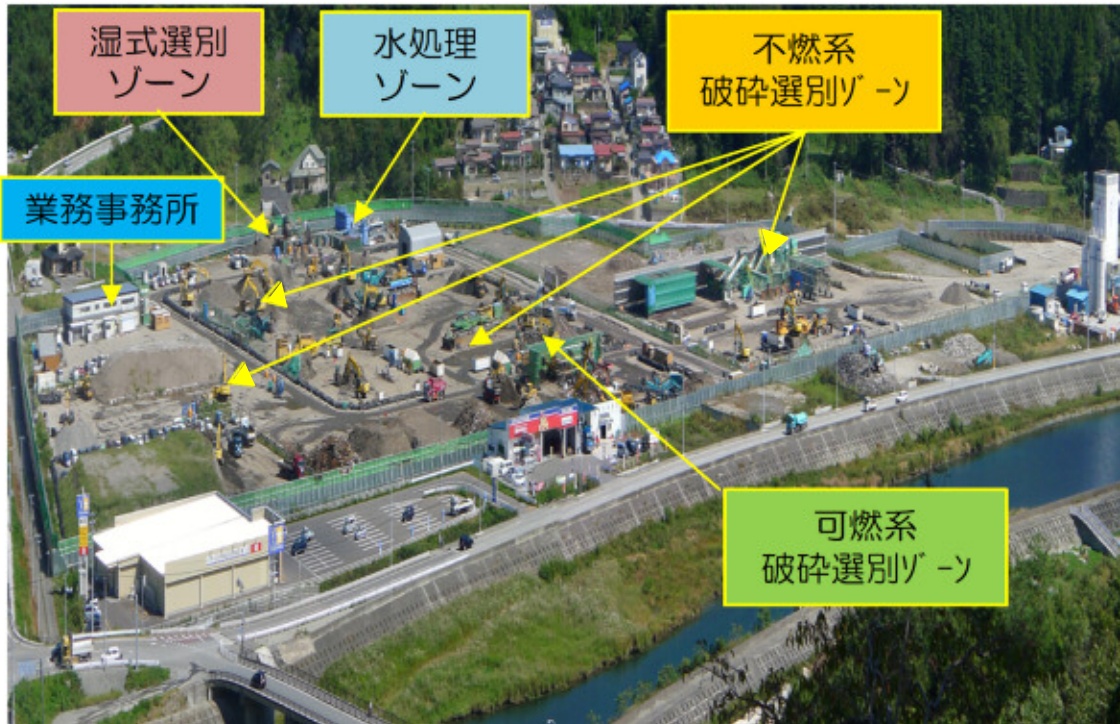 湿式選別
ゾーン
水処理
ゾーン
不燃系
破砕選別ｿﾞｰﾝ
業務事務所
可燃系
破砕選別ｿﾞｰﾝ